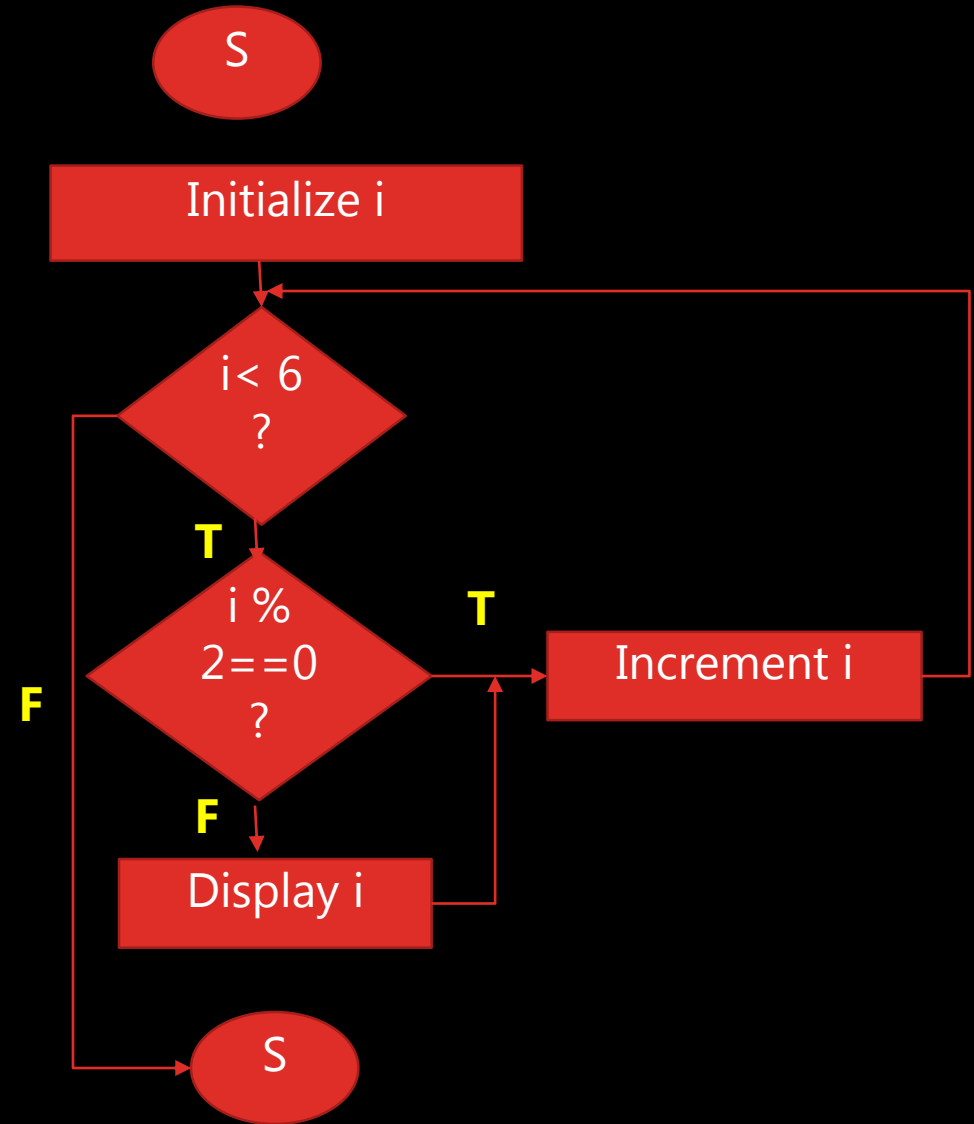 S
Initialize i
i< 6
?
T
i %
2==0
?
T
Increment i
F
F
Display i
S